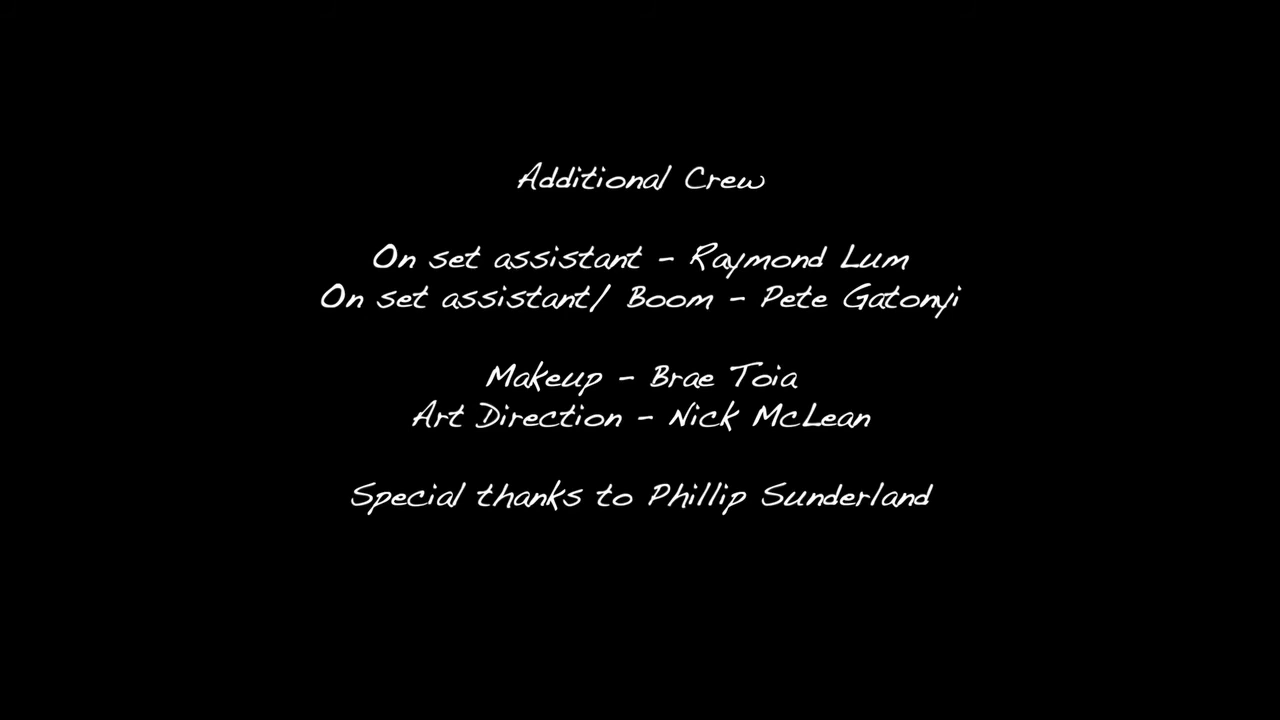 Additional Crew
On set assistant - Raymond Lum
On set assistant/ Boom - Pete Gatonyi
Makeup - Brae Toia
Art Direction - Nick McLean
Special thanks to Phillip Sunderland